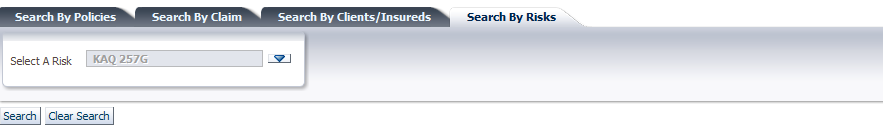 Search By Policies Search By Claim Search By Clients/Insureds Search By Risks
Select A Risk KAQ 257G
Search Clear Search